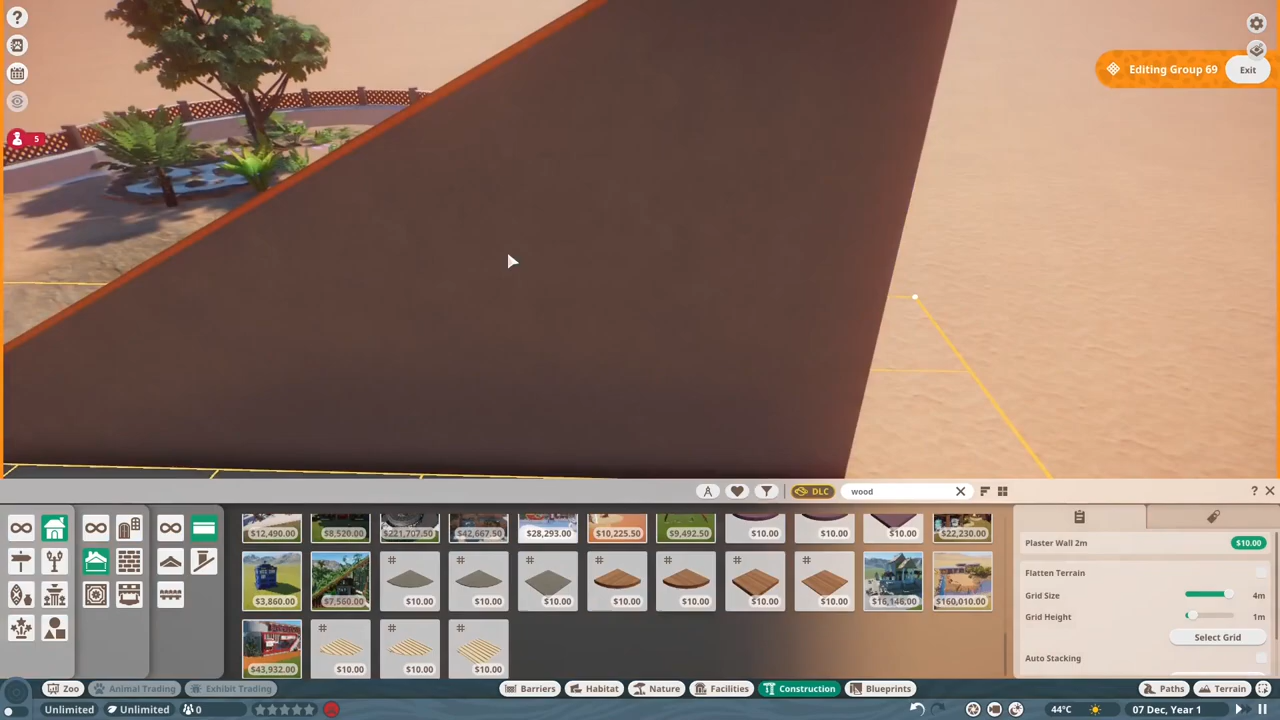 Editing Group 69
Exit
5
DLC
wood
$12,490.00
$8,520.00
$221,707.50
$42,667.50
$28,293.00
$10,225.50
$9,492.50
$10.00
$10.00
$10.00
$22,230.00
$3,860.00
$7,560.00
$10.00
$10.00
$10.00
$10.00
$10.00
$10.00
$10.00
$16,146.00
$160,010.00
$43,932.00
$10.00
$10.00
$10.00
Plaster Wall 2m
$10.00
Flatten Terrain
Grid Size
4m
Grid Height
1m
Select Grid
Auto Stacking
Zoo
Animal Trading
Exhibit Trading
Barriers
Habitat
Nature
Facilities
Construction
Blueprints
Paths
Terrain
Unlimited
Unlimited
0
44°C
07 Dec, Year 1